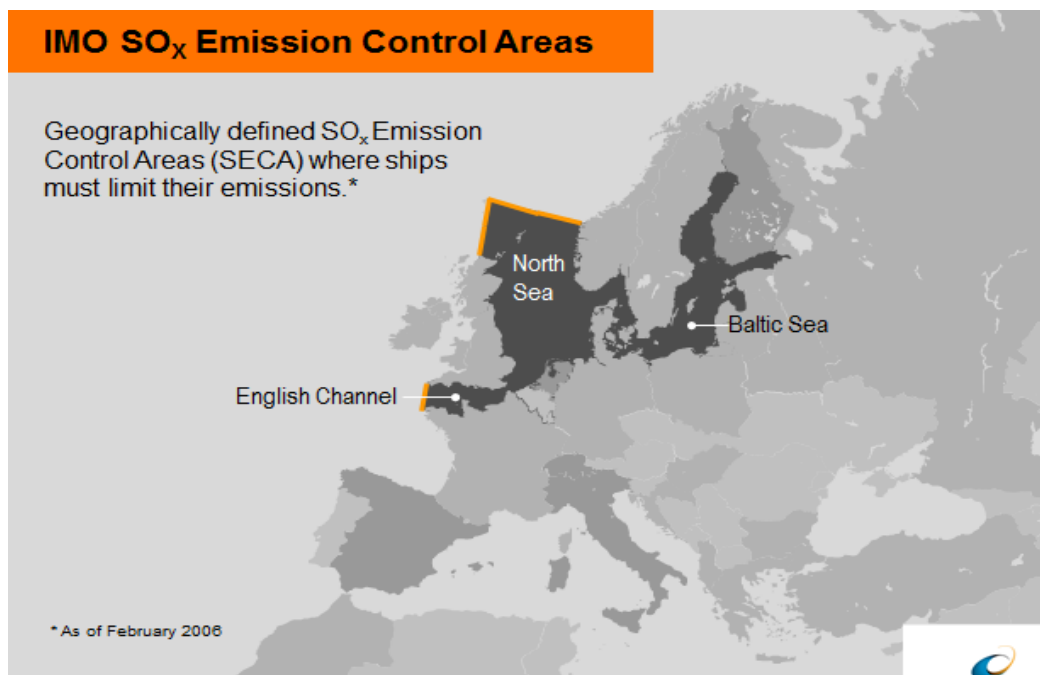 IMO SOX Emission Control Areas
Geographically defined SOx Emission
Control Areas (SECA) where ships
must limit their emissions.*
North
Sea
Baltic Sea
English Channel
* As of February 2006